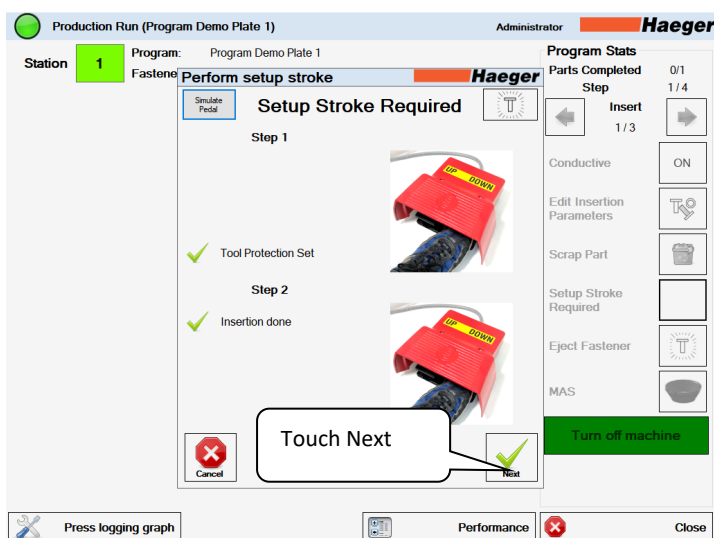 Production Run (Program Demo Plate 1)
Administrator
Haeger
Station
1
Program: Program Demo Plate 1
Fastene
Program Stats
Parts Completed 0/1
Step 1/4
Insert
1/3
Conductive ON
Edit Insertion
Parameters
Scrap Part
Setup Stroke
Required
Eject Fastener
MAS
Turn off machine
Perform setup stroke
Haeger
Simulate
Pedal
Setup Stroke Required
Step 1
UP DOWN
Tool Protection Set
Step 2
Insertion done
UP DOWN
Touch Next
Cancel
Next
Press logging graph
Performance
Close